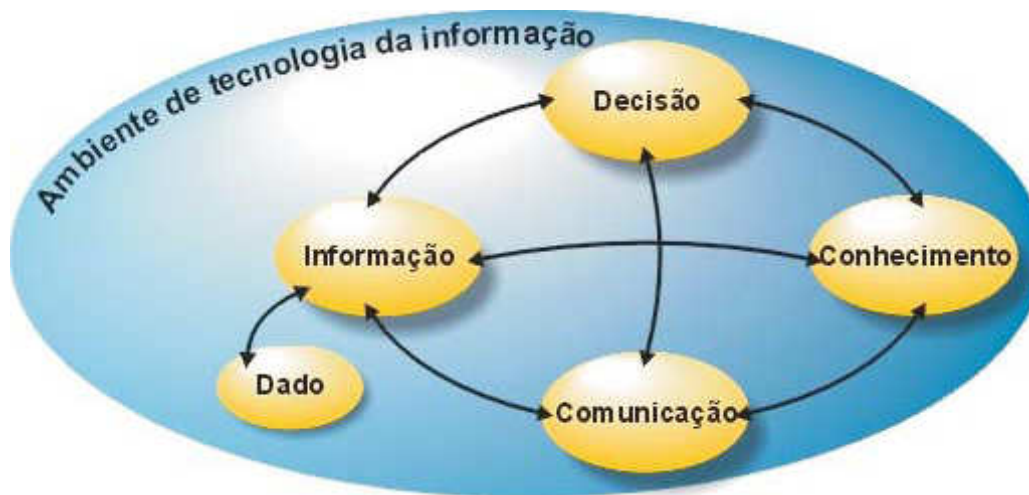 Ambiente de tecnologia da informação
Decisão
Informação
Conhecimento
Dado
Comunicação